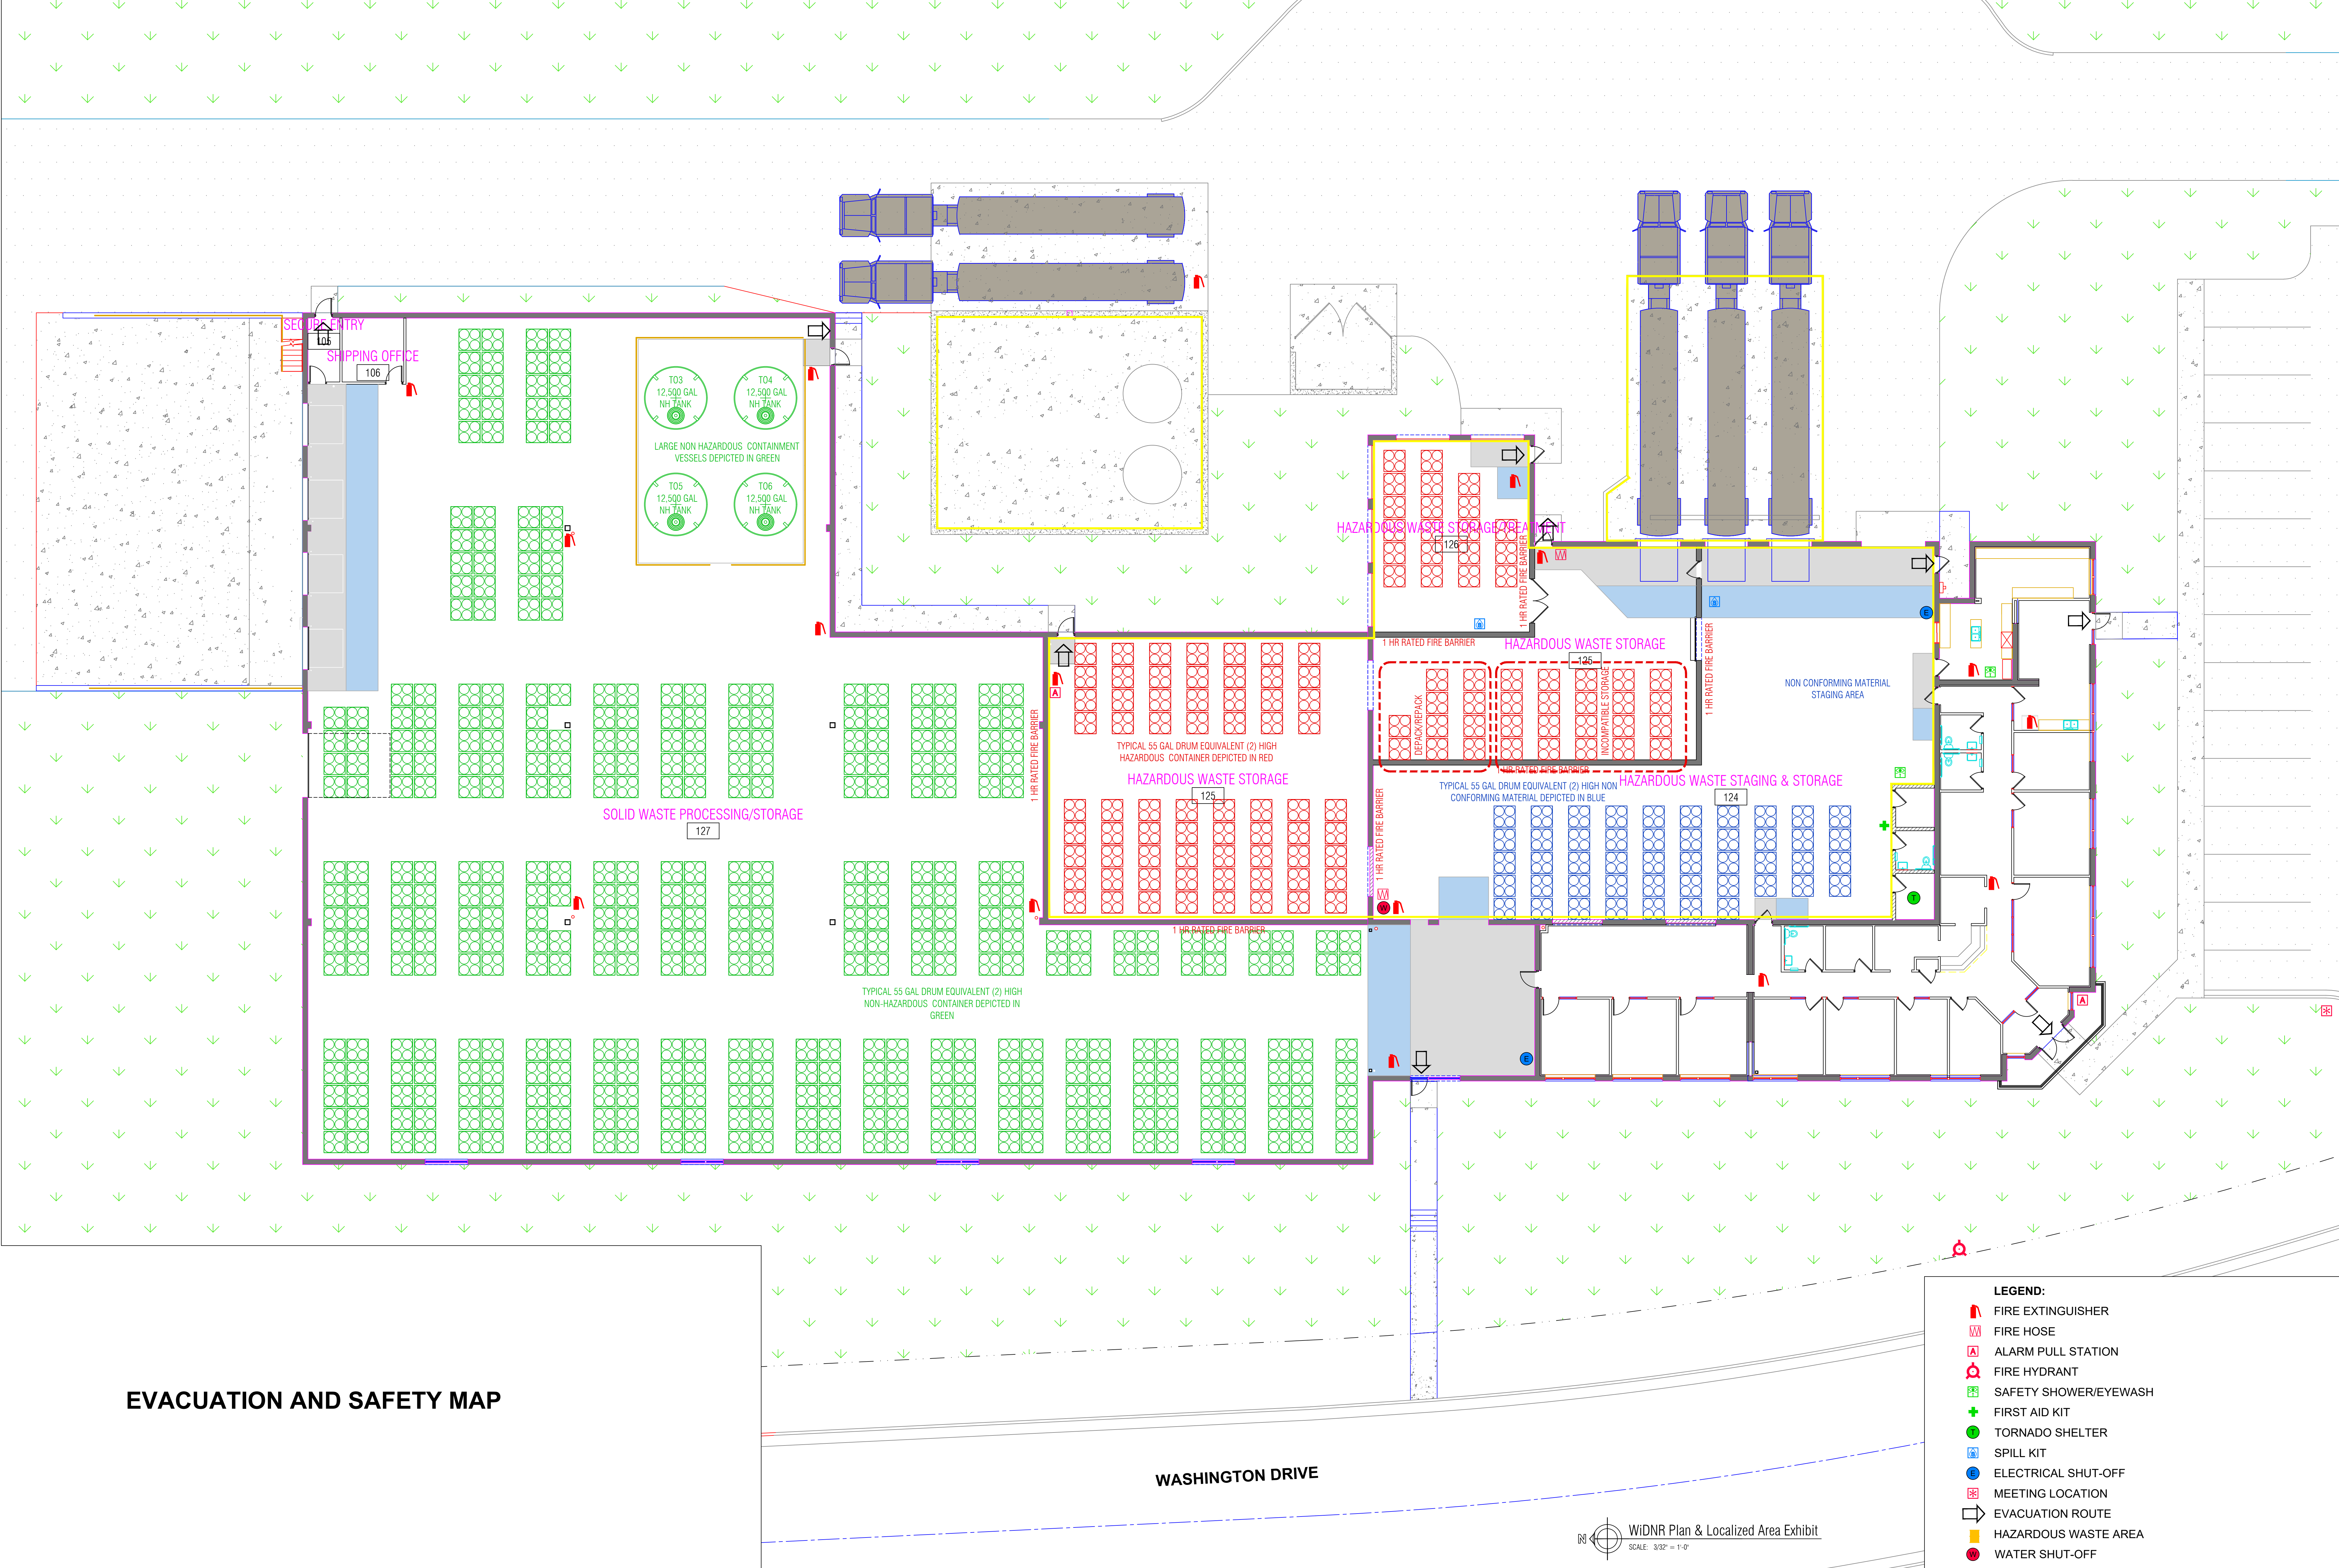 SECURE ENTRY
105
SHIPPING OFFICE
106
TO3
12,500 GAL
NH TANK
TO4
12,500 GAL
NH TANK
LARGE NON HAZARDOUS CONTAINMENT
VESSELS DEPICTED IN GREEN
TO5
12,500 GAL
NH TANK
TO6
12,500 GAL
NH TANK
HAZARDOUS WASTE STORAGE/TREATMENT
126
1 HR RATED FIRE BARRIER
1 HR RATED FIRE BARRIER
HAZARDOUS WASTE STORAGE
125
1 HR RATED FIRE BARRIER
NON CONFORMING MATERIAL
STAGING AREA
E
DEPACK/REPACK
INCOMPATIBLE STORAGE
1 HR RATED FIRE BARRIER
A
1 HR RATED FIRE BARRIER
TYPICAL 55 GAL DRUM EQUIVALENT (2) HIGH
HAZARDOUS CONTAINER DEPICTED IN RED
HAZARDOUS WASTE STORAGE
125
HAZARDOUS WASTE STAGING & STORAGE
124
TYPICAL 55 GAL DRUM EQUIVALENT (2) HIGH NON
CONFORMING MATERIAL DEPICTED IN BLUE
1 HR RATED FIRE BARRIER
SOLID WASTE PROCESSING/STORAGE
127
W
T
1 HR RATED FIRE BARRIER
TYPICAL 55 GAL DRUM EQUIVALENT (2) HIGH
NON-HAZARDOUS CONTAINER DEPICTED IN
GREEN
A
E
EVACUATION AND SAFETY MAP
WASHINGTON DRIVE
N
WiDNR Plan & Localized Area Exhibit
SCALE: 3/32" = 1'-0"
LEGEND:
FIRE EXTINGUISHER
FIRE HOSE
A ALARM PULL STATION
FIRE HYDRANT
SAFETY SHOWER/EYEWASH
FIRST AID KIT
T TORNADO SHELTER
SPILL KIT
E ELECTRICAL SHUT-OFF
MEETING LOCATION
EVACUATION ROUTE
HAZARDOUS WASTE AREA
W WATER SHUT-OFF